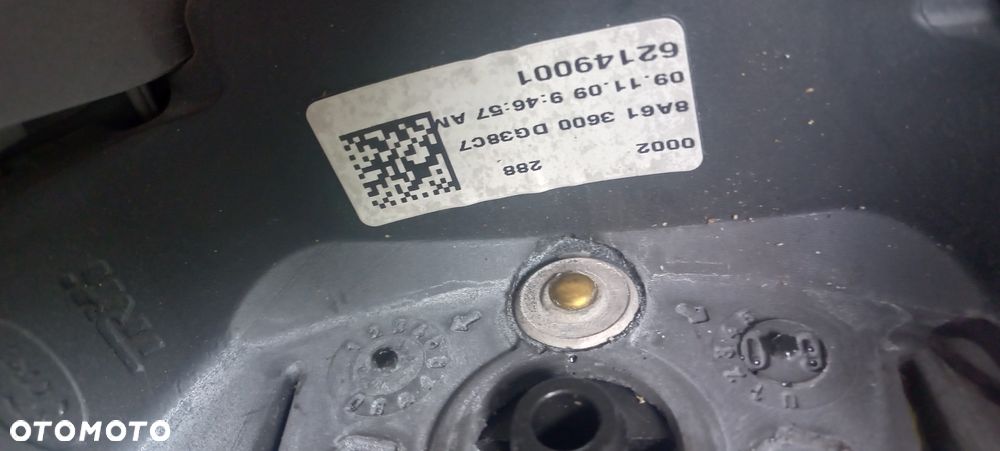 62149001
09.11.09 9:46:57 AM
8A61 3600 DG38C7
0002 288
OTOMOTO